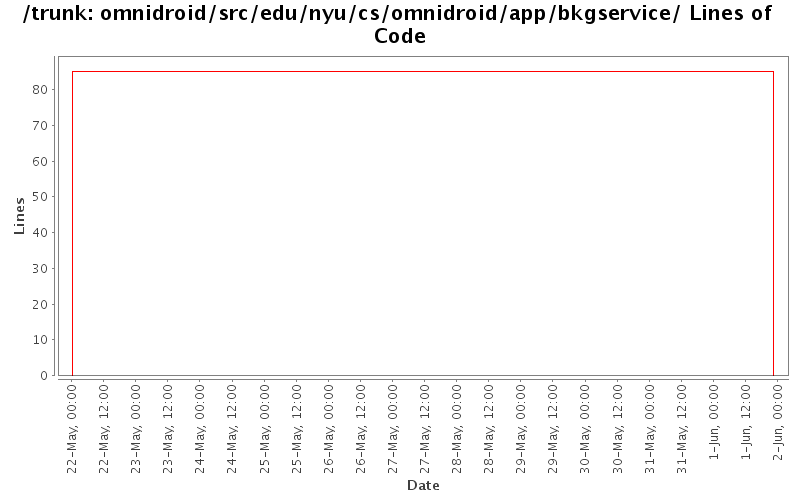 /trunk: omnidroid/src/edu/nyu/cs/omnidroid/app/bkgservice/ Lines of
Code
Lines
80
70
60
50
40
30
20
10
0
22-May, 00:00
22-May, 12:00
23-May, 00:00
23-May, 12:00
24-May, 00:00
24-May, 12:00
25-May, 00:00
25-May, 12:00
26-May, 00:00
26-May, 12:00
27-May, 00:00
27-May, 12:00
28-May, 00:00
28-May, 12:00
29-May, 00:00
29-May, 12:00
30-May, 00:00
30-May, 12:00
31-May, 00:00
31-May, 12:00
1-Jun, 00:00
1-Jun, 12:00
2-Jun, 00:00
Date